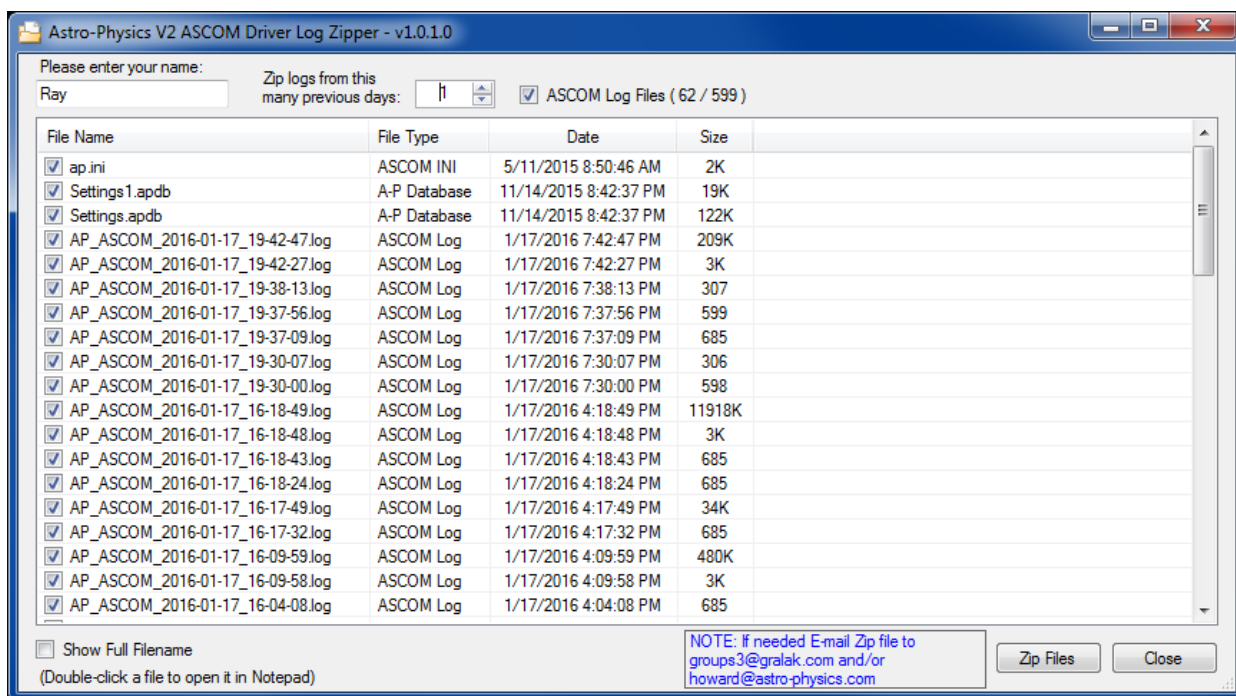 Astro-Physics V2 ASCOM Driver Log Zipper - v1.0.1.0
Please enter your name:
Ray
Zip logs from this
many previous days:
1
ASCOM Log Files ( 62 / 599 )
File Name File Type Date Size
ap.ini ASCOM INI 5/11/2015 8:50:46 AM 2K
Settings1.apdb A-P Database 11/14/2015 8:42:37 PM 19K
Settings.apdb A-P Database 11/14/2015 8:42:37 PM 122K
AP_ASCOM_2016-01-17_19-42-47.log ASCOM Log 1/17/2016 7:42:47 PM 209K
AP_ASCOM_2016-01-17_19-42-27.log ASCOM Log 1/17/2016 7:42:27 PM 3K
AP_ASCOM_2016-01-17_19-38-13.log ASCOM Log 1/17/2016 7:38:13 PM 307
AP_ASCOM_2016-01-17_19-37-56.log ASCOM Log 1/17/2016 7:37:56 PM 599
AP_ASCOM_2016-01-17_19-37-09.log ASCOM Log 1/17/2016 7:37:09 PM 685
AP_ASCOM_2016-01-17_19-30-07.log ASCOM Log 1/17/2016 7:30:07 PM 306
AP_ASCOM_2016-01-17_19-30-00.log ASCOM Log 1/17/2016 7:30:00 PM 598
AP_ASCOM_2016-01-17_16-18-49.log ASCOM Log 1/17/2016 4:18:49 PM 11918K
AP_ASCOM_2016-01-17_16-18-48.log ASCOM Log 1/17/2016 4:18:48 PM 3K
AP_ASCOM_2016-01-17_16-18-43.log ASCOM Log 1/17/2016 4:18:43 PM 685
AP_ASCOM_2016-01-17_16-18-24.log ASCOM Log 1/17/2016 4:18:24 PM 685
AP_ASCOM_2016-01-17_16-17-49.log ASCOM Log 1/17/2016 4:17:49 PM 34K
AP_ASCOM_2016-01-17_16-17-32.log ASCOM Log 1/17/2016 4:17:32 PM 685
AP_ASCOM_2016-01-17_16-09-59.log ASCOM Log 1/17/2016 4:09:59 PM 480K
AP_ASCOM_2016-01-17_16-09-58.log ASCOM Log 1/17/2016 4:09:58 PM 3K
AP_ASCOM_2016-01-17_16-04-08.log ASCOM Log 1/17/2016 4:04:08 PM 685
Show Full Filename
(Double-click a file to open it in Notepad)
NOTE: If needed E-mail Zip file to
groups3@gralak.com and/or
howard@astro-physics.com
Zip Files
Close